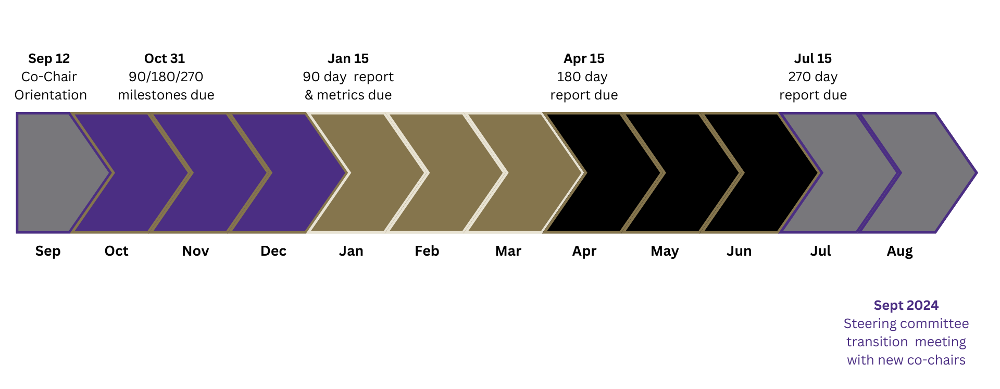 Sep 12
Co-Chair
Orientation
Oct 31
90/180/270
milestones due
Jan 15
90 day  report
& metrics due
Apr 15
180 day
report due
Jul 15
270 day
report due
Sep
Oct
Nov
Dec
Jan
Feb
Mar
Apr
May
Jun
Jul
Aug
Sept 2024
Steering committee
transition  meeting
with new co-chairs